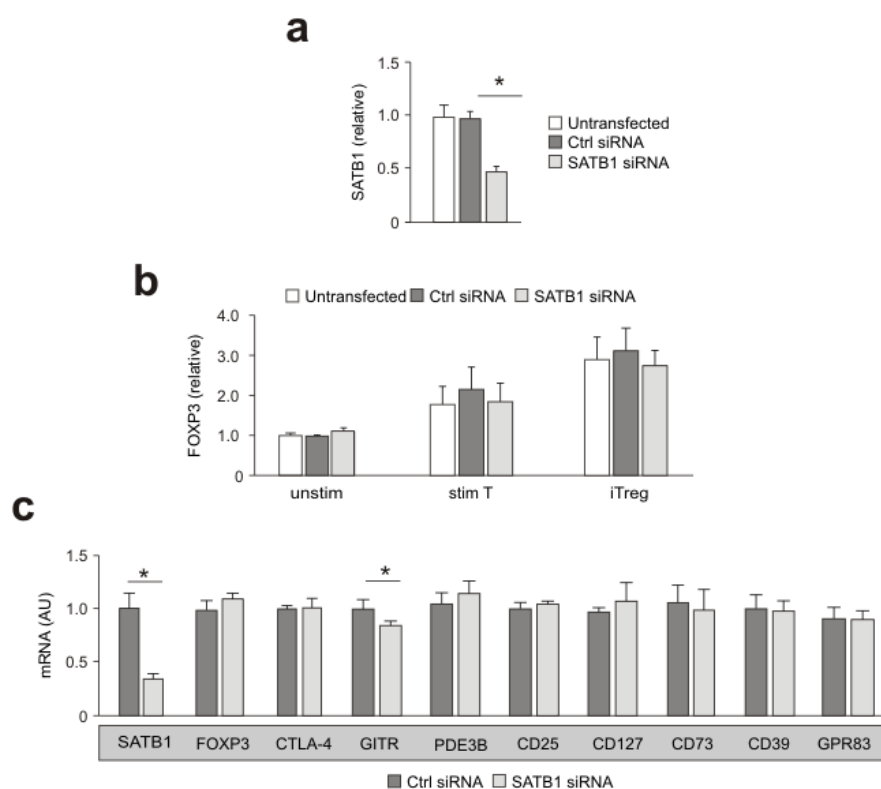 a
1.5
1.0
0.5
0
SATB1 (relative)
*
Untransfected
Ctrl siRNA
SATB1 siRNA
b
Untransfected Ctrl siRNA SATB1 siRNA
4.0
3.0
2.0
1.0
0
FOXP3 (relative)
unstim stim T iTreg
c
1.5
1.0
0.5
0
mRNA (AU)
* *
SATB1 FOXP3 CTLA-4 GITR PDE3B CD25 CD127 CD73 CD39 GPR83
Ctrl siRNA SATB1 siRNA